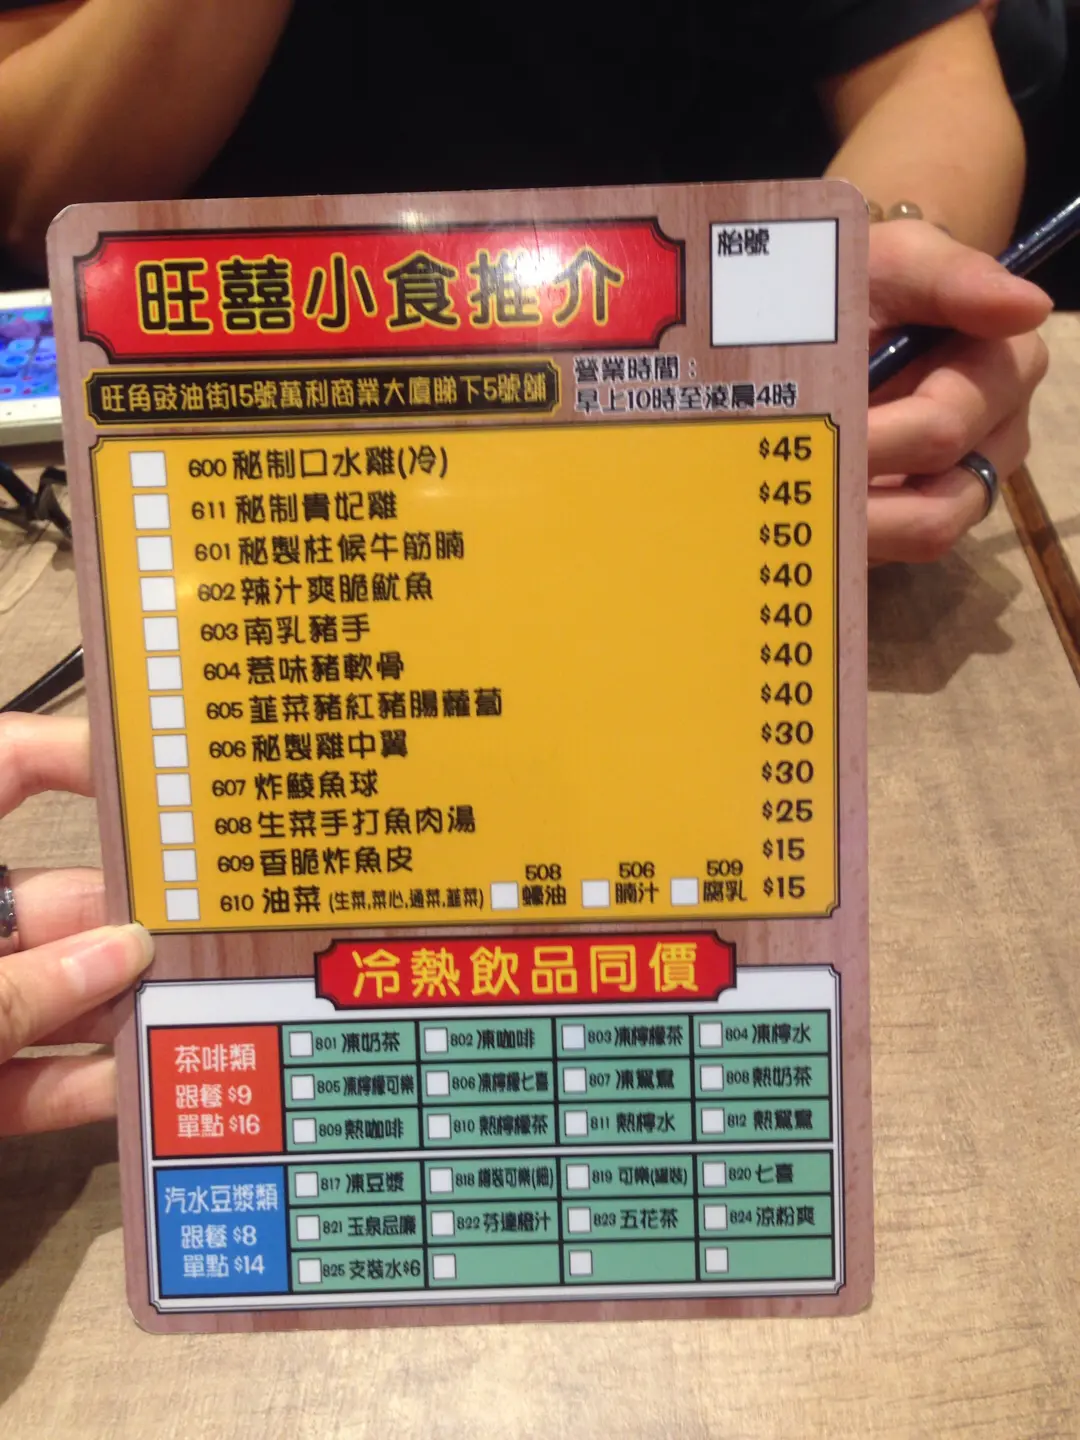 旺囍小食推介
枱號
旺角豉油街15號萬利商業大廈睇下5號舖
營業時間：
早上10時至淩晨4時
600 秘制口水雞(冷) $45
611 秘制貴妃雞 $45
601 秘製柱候牛筋腩 $50
602 辣汁爽脆魷魚 $40
603 南乳豬手 $40
604 惹味豬軟骨 $40
605 韮菜豬紅豬腸蘿蔔 $40
606 秘製雞中翼 $30
607 炸鯪魚球 $30
608 生菜手打魚肉湯 $25
609 香脆炸魚皮 $15
610 油菜 (生菜,菜心,通菜,韮菜) 508 蠔油 506 腩汁 509 腐乳 $15
冷熱飲品同價
茶啡類
跟餐 $9
單點 $16
801 凍奶茶 802 凍咖啡 803 凍檸檬茶 804 凍檸水
805 凍檸檬可樂 806 凍檸檬七喜 807 凍鴛鴦 808 熱奶茶
809 熱咖啡 810 熱檸檬茶 811 熱檸水 812 熱鴛鴦
汽水豆漿類
跟餐 $8
單點 $14
817 凍豆漿 818 樽裝可樂(細) 819 可樂(罐裝) 820 七喜
821 玉泉忌廉 822 芬達橙汁 823 五花茶 824 涼粉爽
825 支裝水$6